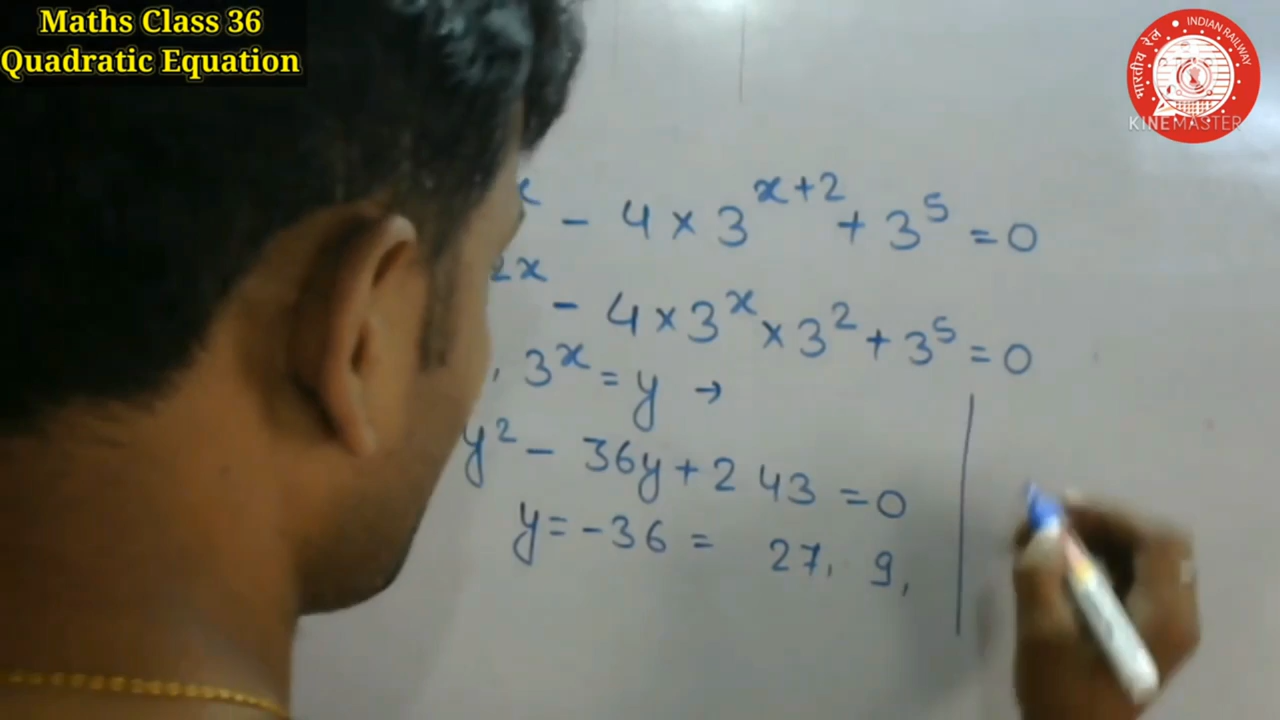 Maths Class 36
Quadratic Equation
INDIAN RAILWAY
भारतीय रेल
KINEMASTER
x - 4 × 3^{x+2} + 3^5 = 0
2x - 4 × 3^x × 3^2 + 3^5 = 0
, 3^x = y →
y^2 - 36y + 243 = 0
y = -36 = 27, 9,